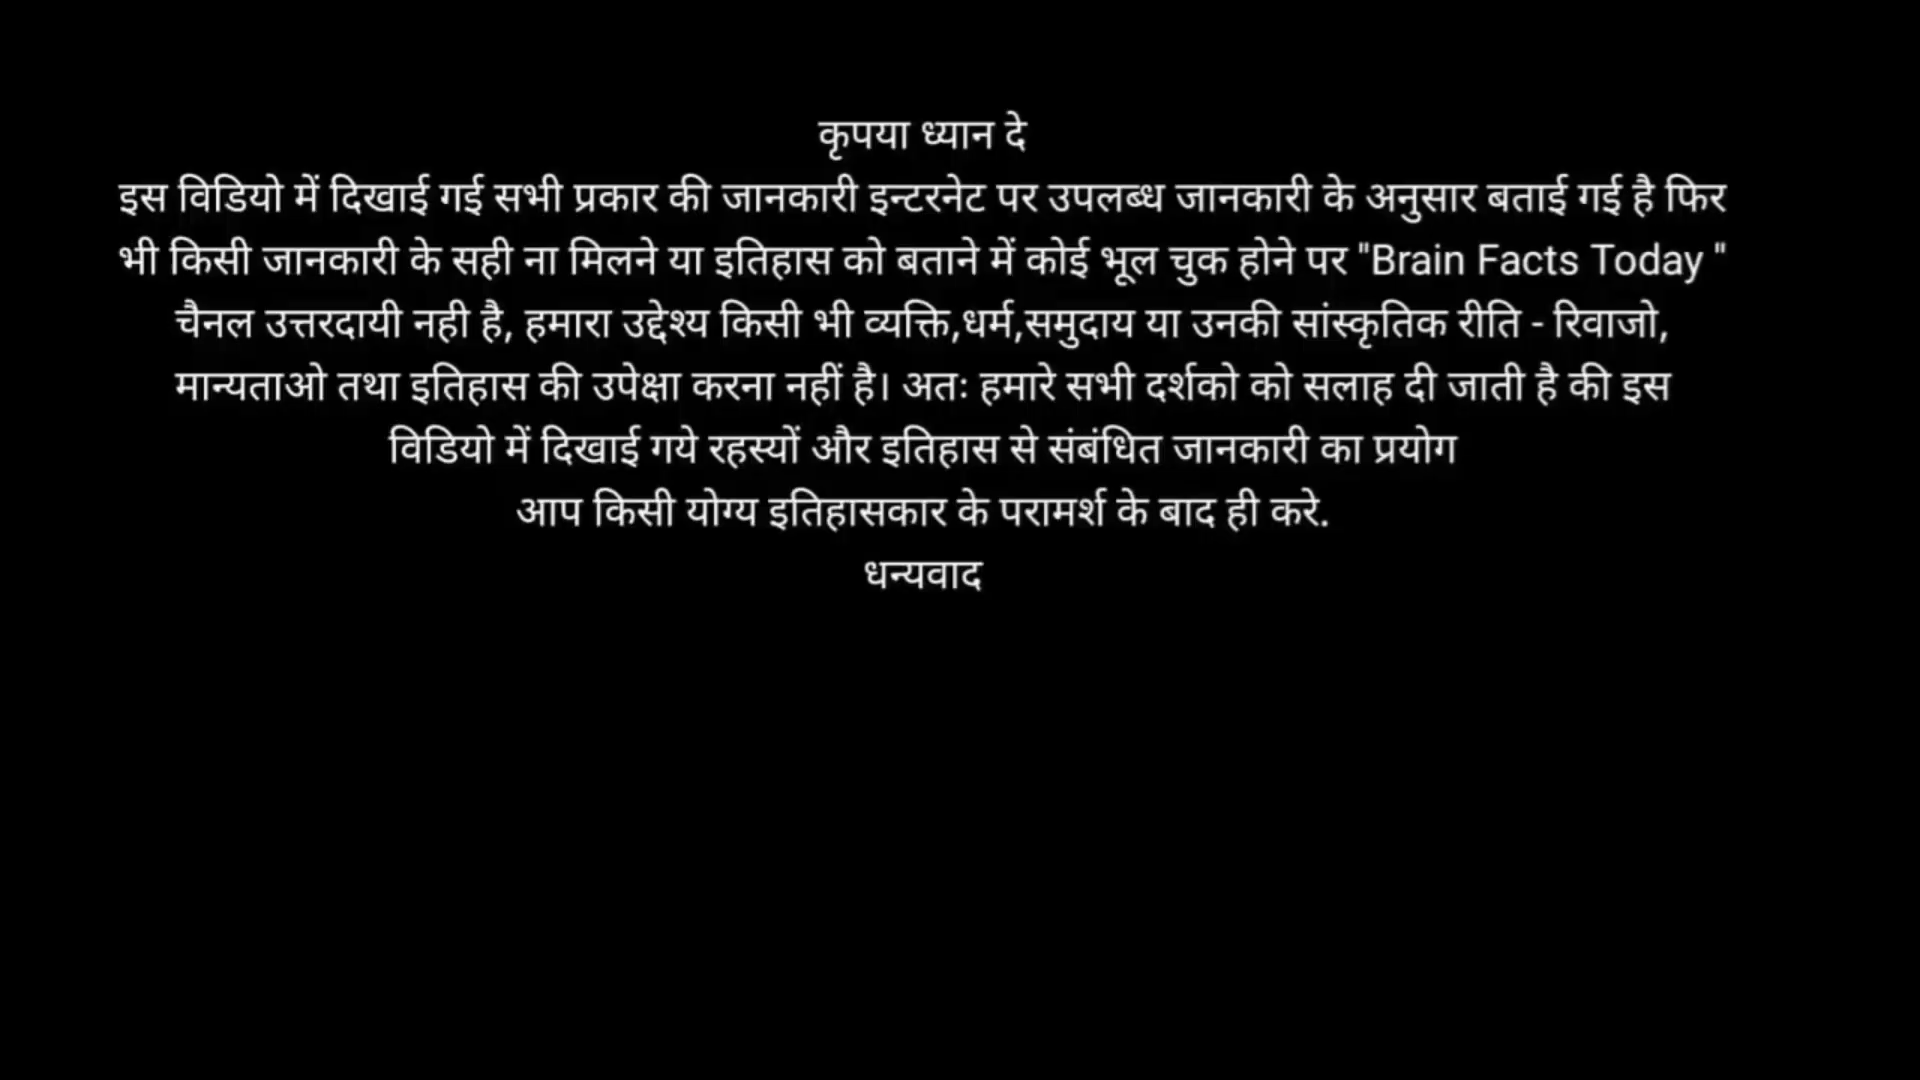 कृपया ध्यान दे
इस विडियो में दिखाई गई सभी प्रकार की जानकारी इन्टरनेट पर उपलब्ध जानकारी के अनुसार बताई गई है फिर
भी किसी जानकारी के सही ना मिलने या इतिहास को बताने में कोई भूल चुक होने पर "Brain Facts Today "
चैनल उत्तरदायी नही है, हमारा उद्देश्य किसी भी व्यक्ति,धर्म,समुदाय या उनकी सांस्कृतिक रीति - रिवाजो,
मान्यताओ तथा इतिहास की उपेक्षा करना नहीं है। अतः हमारे सभी दर्शको को सलाह दी जाती है की इस
विडियो में दिखाई गये रहस्यों और इतिहास से संबंधित जानकारी का प्रयोग
आप किसी योग्य इतिहासकार के परामर्श के बाद ही करे.
धन्यवाद